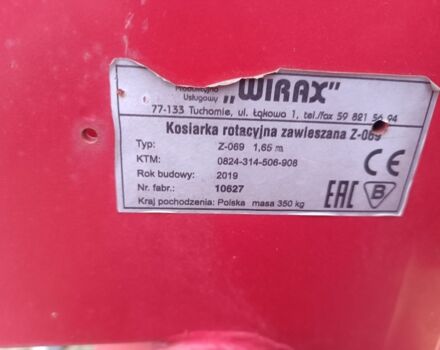 Produkcyjno
Usługowy „WIRAX"
77-133 Tuchomie, ul. Łąkowo 1, tel./fax 59 821 56 94
Kosiarka rotacyjna zawieszana Z-069
Typ: Z-069 1,65 m
KTM: 0824-314-506-908
Rok budowy: 2019
Nr. fabr.: 10627
Kraj pochodzenia: Polska masa 350 kg
CE
EAC B